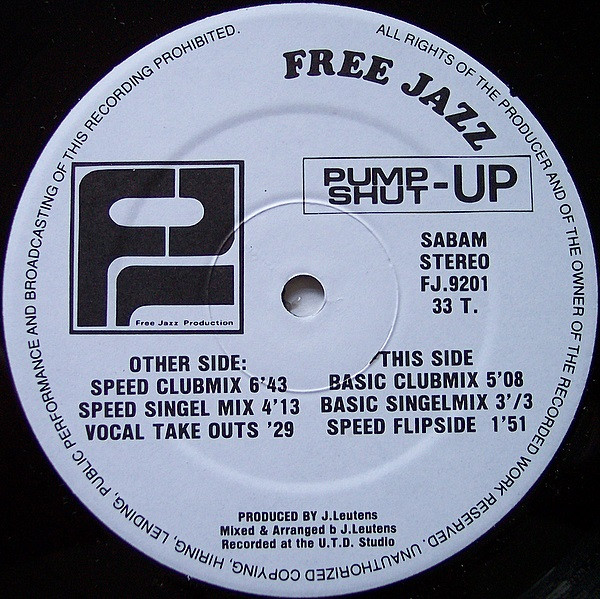 ALL RIGHTS OF THE PRODUCER AND OF THE OWNER OF THE RECORDED WORK RESERVED. UNAUTHORIZED COPYING, HIRING, LENDING, PUBLIC PERFORMANCE AND BROADCASTING OF THIS RECORDING PROHIBITED.
FREE JAZZ
PUMP
SHUT-UP
SABAM
STEREO
FJ.9201
33 T.
Free Jazz Production
OTHER SIDE:
SPEED CLUBMIX 6'43
SPEED SINGEL MIX 4'13
VOCAL TAKE OUTS '29
THIS SIDE
BASIC CLUBMIX 5'08
BASIC SINGELMIX 3'/3
SPEED FLIPSIDE 1'51
PRODUCED BY J.Leutens
Mixed & Arranged b J.Leutens
Recorded at the U.T.D. Studio